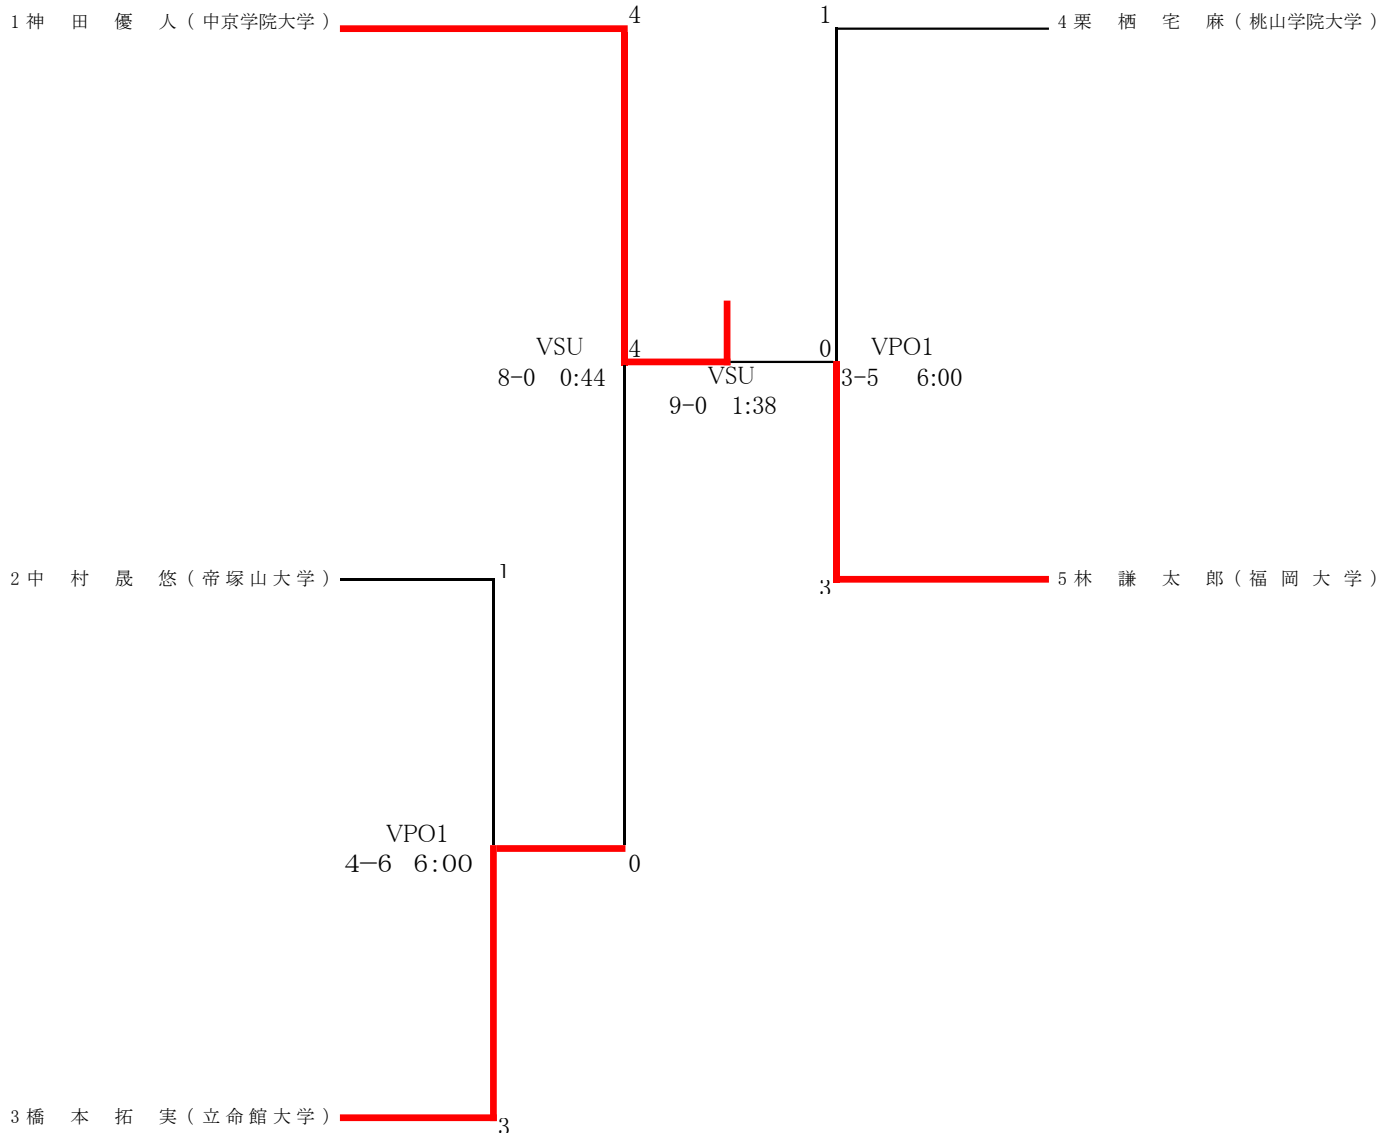 4
1
1 神 田 優 人 ( 中京学院大学 )
4 栗 栖 宅 麻 ( 桃山学院大学 )
VSU
4
0
VPO1
8-0 0:44
VSU
3-5 6:00
9-0 1:38
1
2 中 村 晟 悠 ( 帝塚山大学 )
3
5 林 謙 太 郎 ( 福岡大学 )
VPO1
4-6 6:00
0
3 橋 本 拓 実 ( 立命館大学 )
3